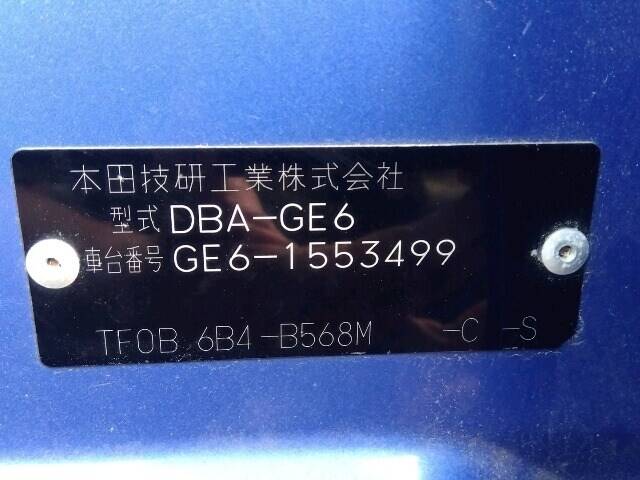 本田技研工業株式会社
型式 DBA-GE6
車台番号 GE6-1553499
TF0B 6B4-B568M -C -S